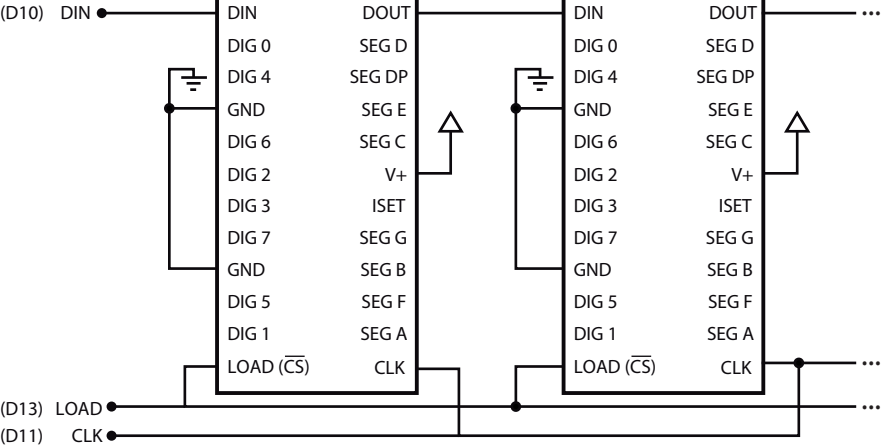 (D10) DIN
DIN DOUT
DIG 0 SEG D
DIG 4 SEG DP
GND SEG E
DIG 6 SEG C
DIG 2 V+
DIG 3 ISET
DIG 7 SEG G
GND SEG B
DIG 5 SEG F
DIG 1 SEG A
LOAD (C̅S̅) CLK
DIN DOUT
DIG 0 SEG D
DIG 4 SEG DP
GND SEG E
DIG 6 SEG C
DIG 2 V+
DIG 3 ISET
DIG 7 SEG G
GND SEG B
DIG 5 SEG F
DIG 1 SEG A
LOAD (C̅S̅) CLK
(D13) LOAD
(D11) CLK